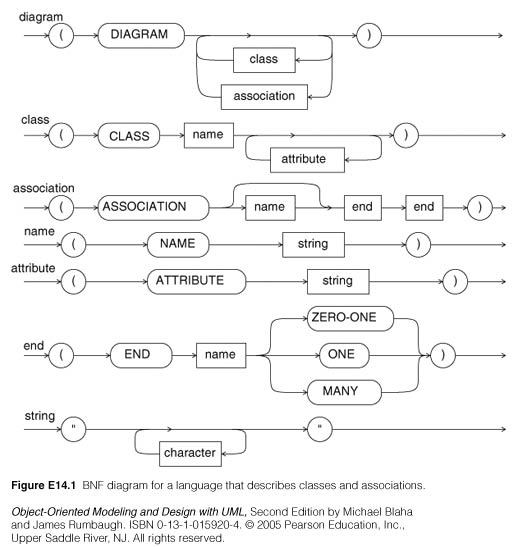 diagram
( DIAGRAM )
class
association
class
( CLASS name )
attribute
association
( ASSOCIATION name end end )
name
( NAME string )
attribute
( ATTRIBUTE string )
ZERO-ONE
end
( END name ONE )
MANY
string
" "
character
Figure E14.1 BNF diagram for a language that describes classes and associations.
Object-Oriented Modeling and Design with UML, Second Edition by Michael Blaha
and James Rumbaugh. ISBN 0-13-1-015920-4. © 2005 Pearson Education, Inc.,
Upper Saddle River, NJ. All rights reserved.